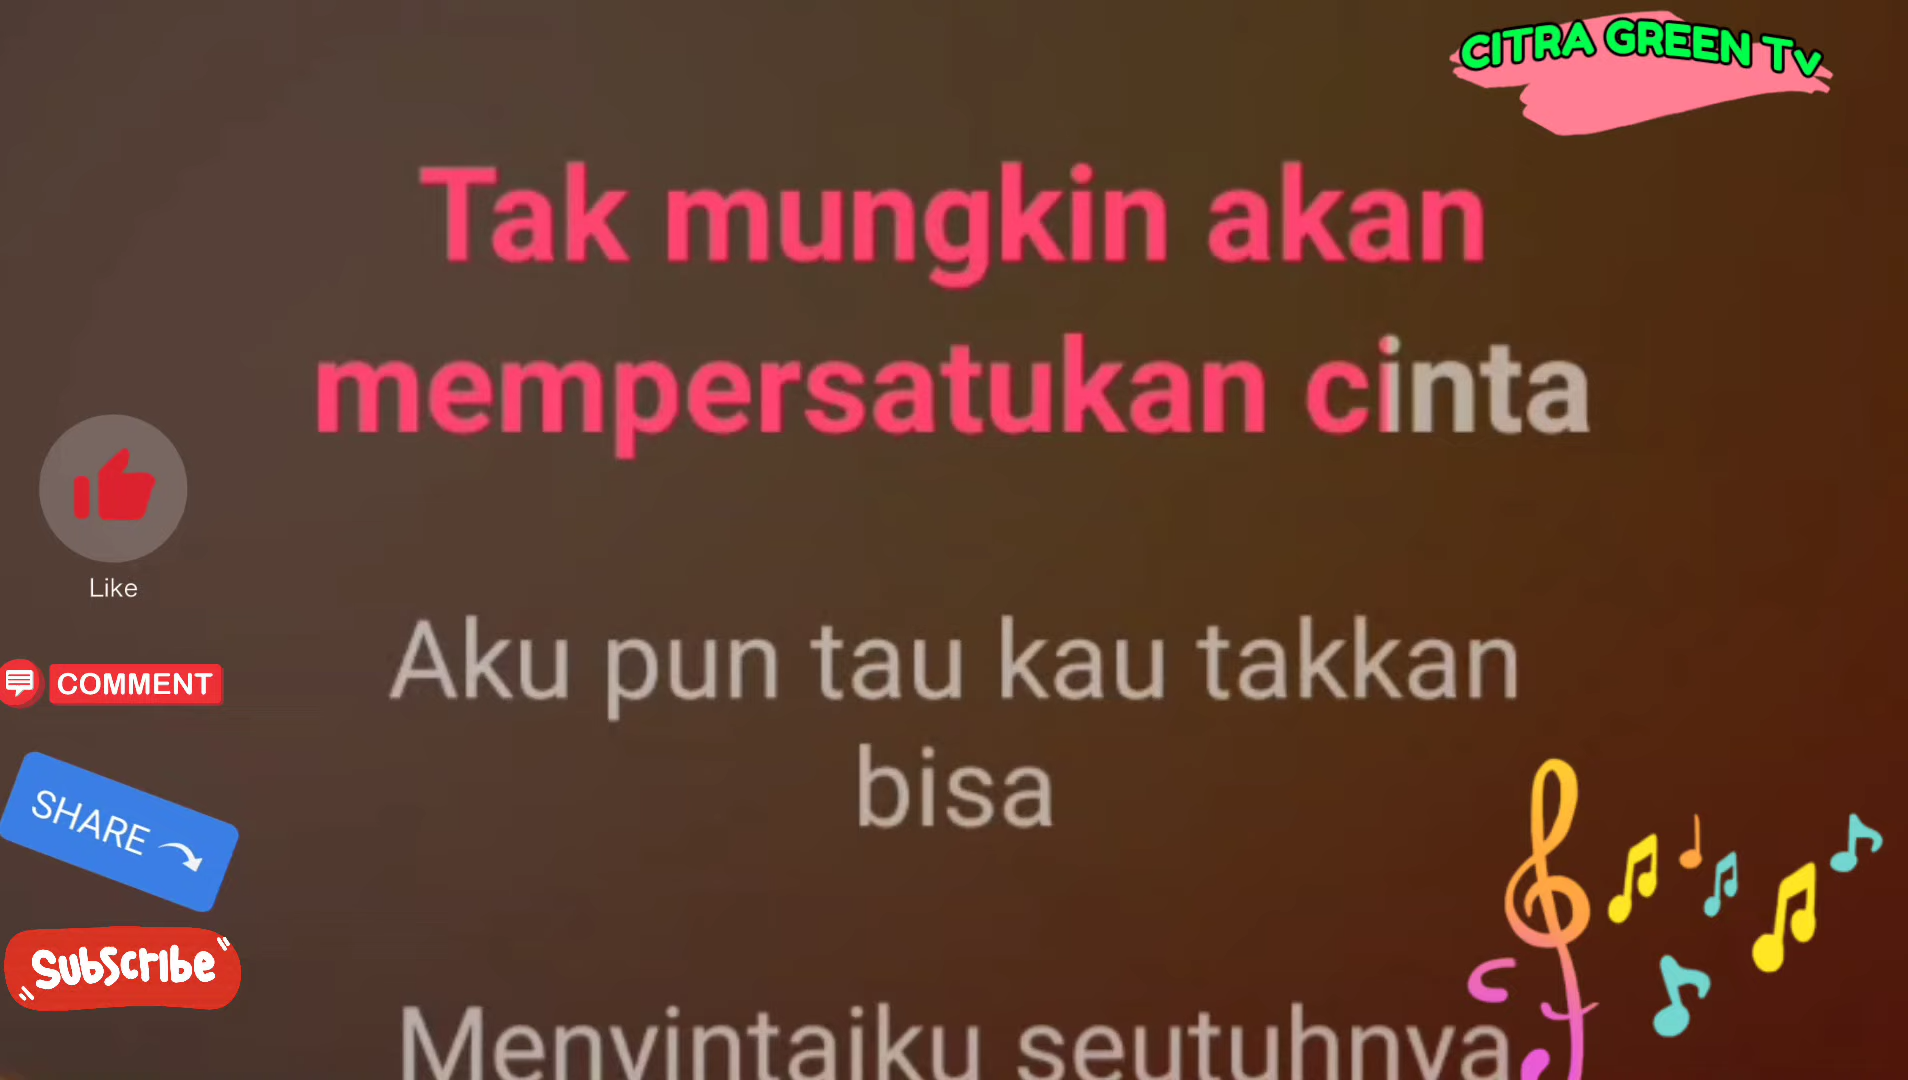 CITRA GREEN Tv
Tak mungkin akan
mempersatukan cinta
Like
Aku pun tau kau takkan
COMMENT
bisa
SHARE
Subscribe
Menyintaiku seutuhnya